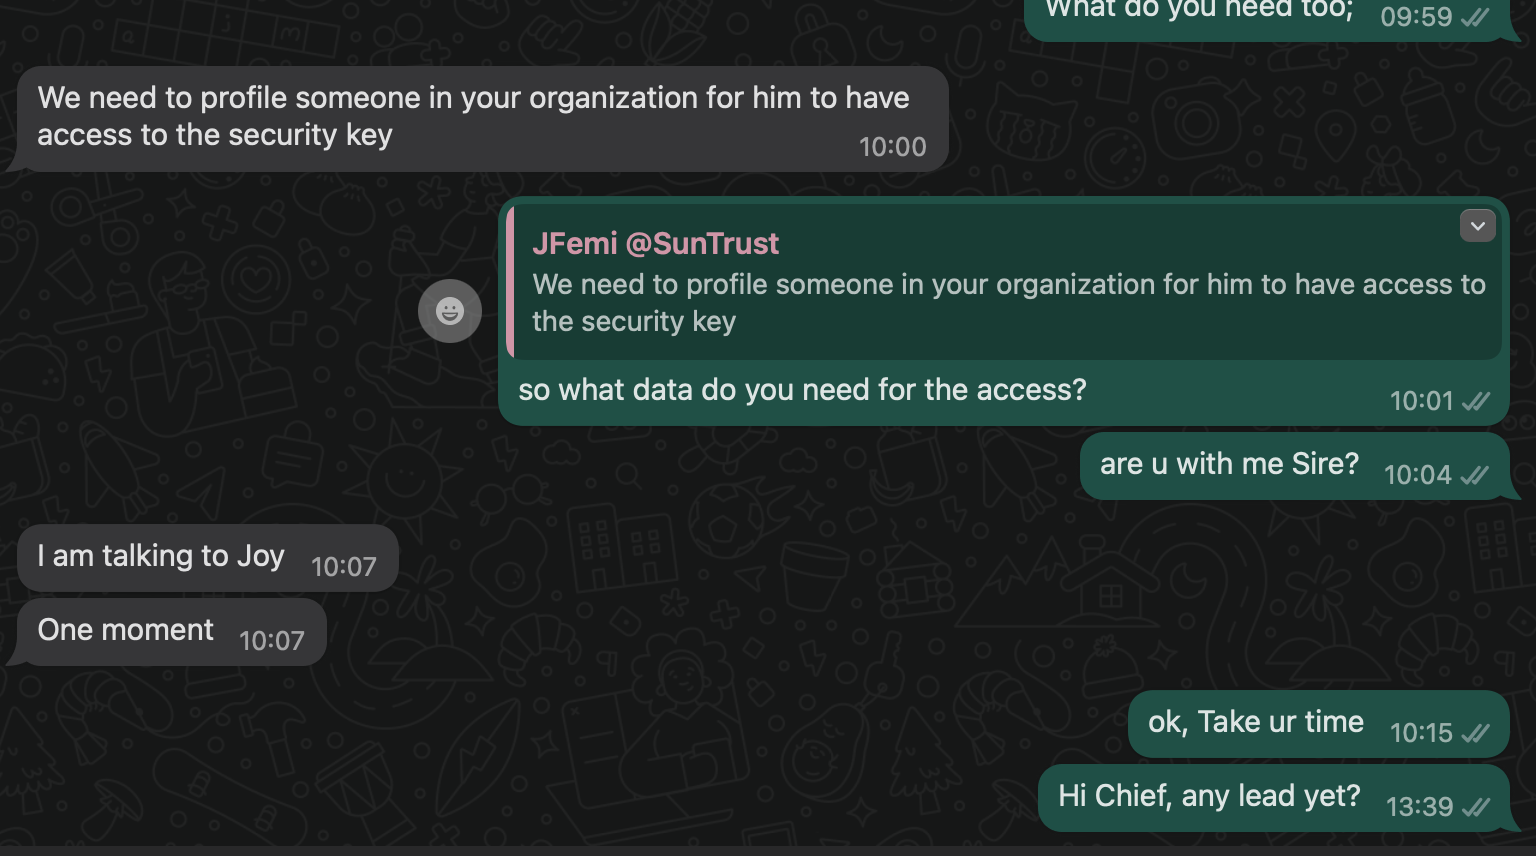 What do you need too; 09:59
We need to profile someone in your organization for him to have
access to the security key
10:00
JFemi @SunTrust
We need to profile someone in your organization for him to have access to
the security key
so what data do you need for the access?
10:01
are u with me Sire? 10:04
I am talking to Joy 10:07
One moment 10:07
ok, Take ur time 10:15
Hi Chief, any lead yet? 13:39